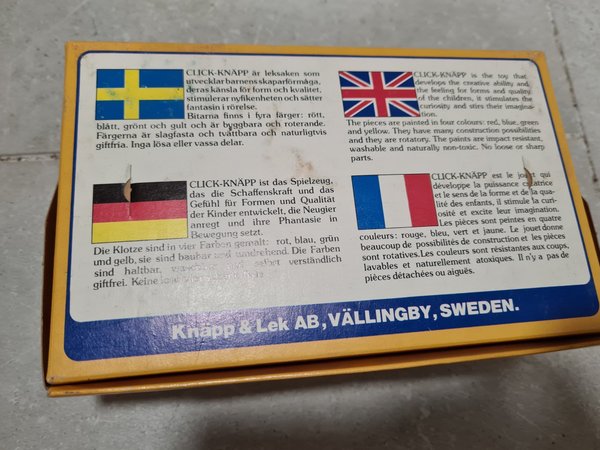 CLICK-KNÄPP är leksaken som
utvecklar barnens skaparförmåga,
deras känsla för form och kvalitet,
stimulerar nyfikenheten och sätter
fantasin i rörelse.
Bitarna finns i fyra färger: rött,
blått, grönt och gult och är byggbara och roterande.
Färgerna är slagfasta och tvättbara och naturligtvis
giftfria. Inga lösa eller vassa delar.
CLICK-KNÄPP is the toy that
develops the creative ability and
the feeling for forms and quality
of the children, it stimulates the
curiosity and stirs their imagina-
tion.
The pieces are painted in four colours: red, blue, green
and yellow. They have many construction possibilities
and they are rotatory. The paints are impact resistant,
washable and naturally non-toxic. No loose or sharp
parts.
CLICK-KNÄPP ist das Spielzeug,
das die Schaffenskraft und das
Gefühl für Formen und Qualität
der Kinder entwickelt, die Neugier
anregt und ihre Phantasie in
Bewegung setzt.
Die Klotze sind in vier Farben gemalt: rot, blau, grün
und gelb, sie sind baubar und umdrehend. Die Farben
sind haltbar, und selbst verständlich
giftfrei. Keine
CLICK-KNÄPP est le jouet qui
développe la puissance créatrice
et le sens de la forme et de la qua-
lité des enfants, il stimule la curi-
osité et excite leur imagination.
Les pièces sont peintes en quatre
couleurs: rouge, bleu, vert et jaune. Le jouet donne
beaucoup de possibilités de construction et les pièces
sont rotatives. Les couleurs sont résistantes aux coups,
lavables et naturellement atoxiques. Il n'y a pas de
pièces détachées ou aiguës.
Knäpp & Lek AB, VÄLLINGBY, SWEDEN.